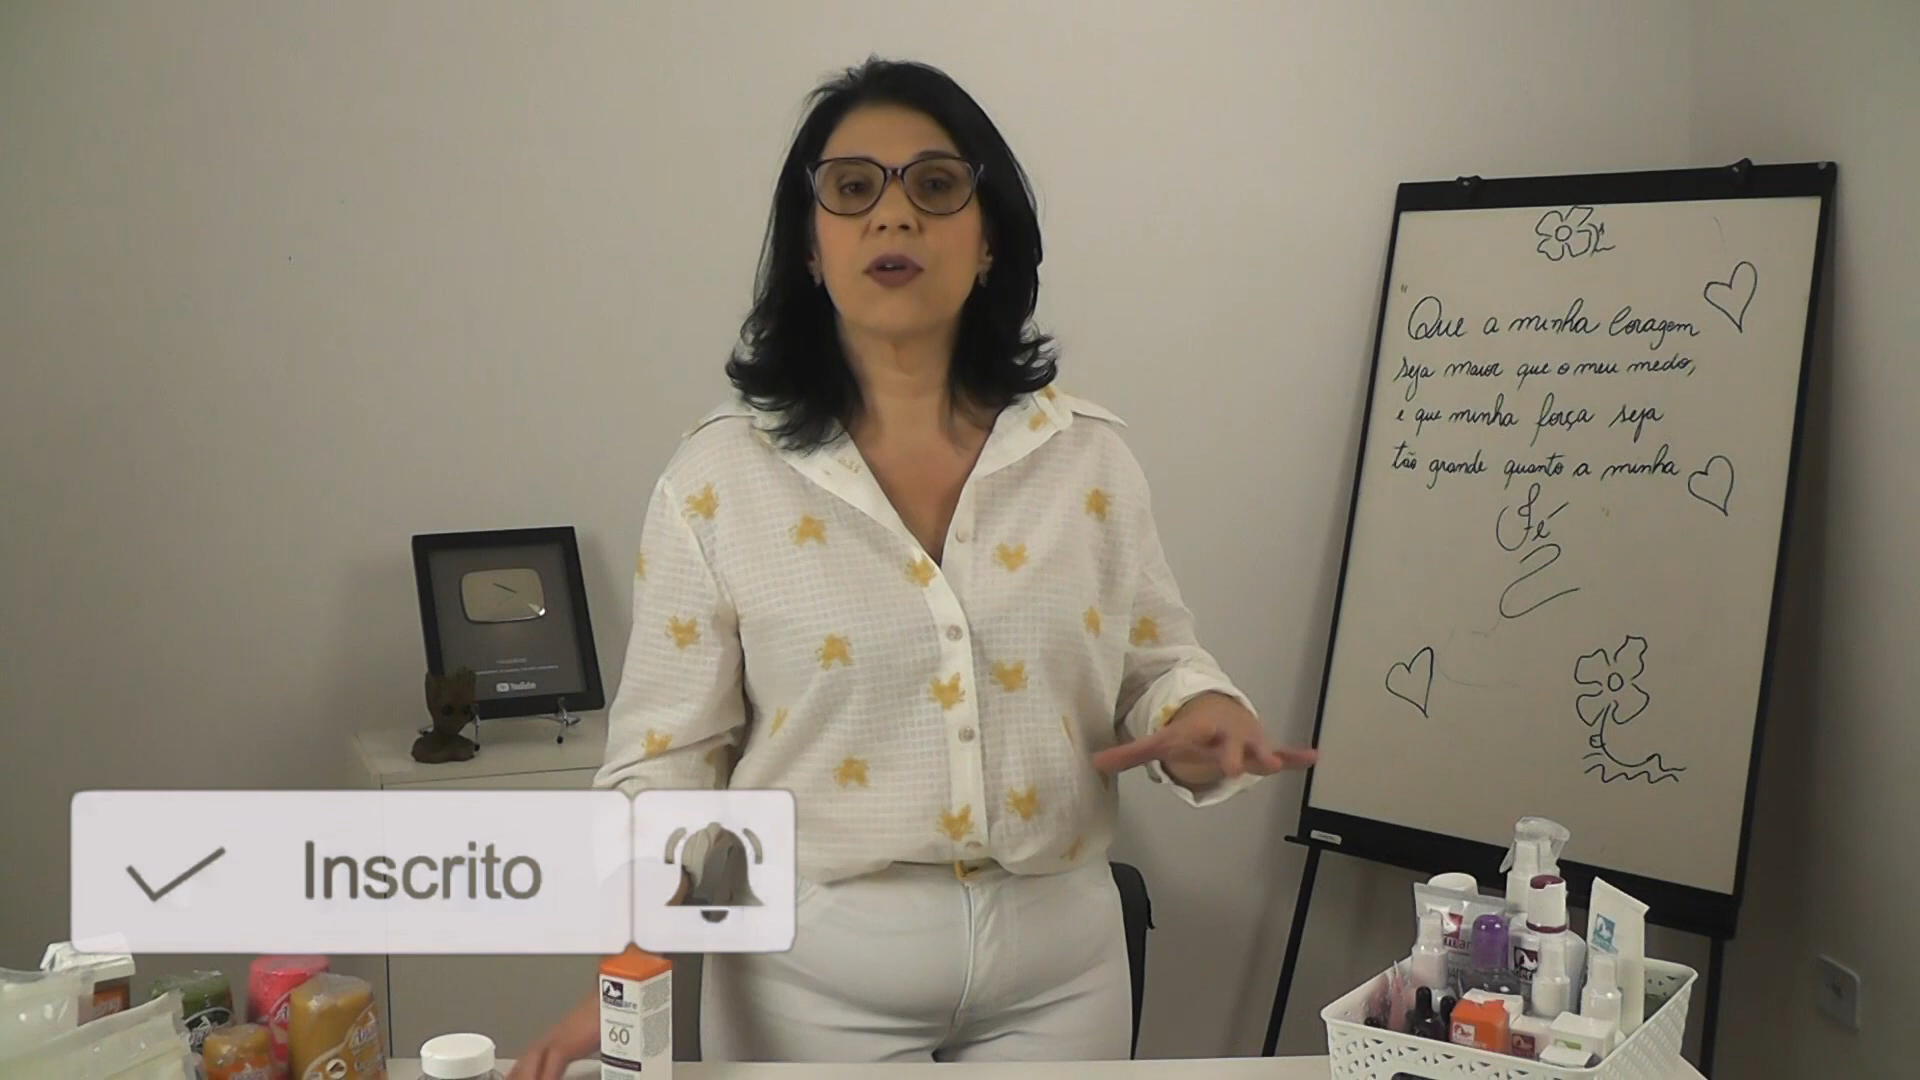 "
Que a minha Coragem
seja maior que o meu medo,
e que minha força seja
tão grande quanto a minha
Fé
"
YouTube
Inscrito
60